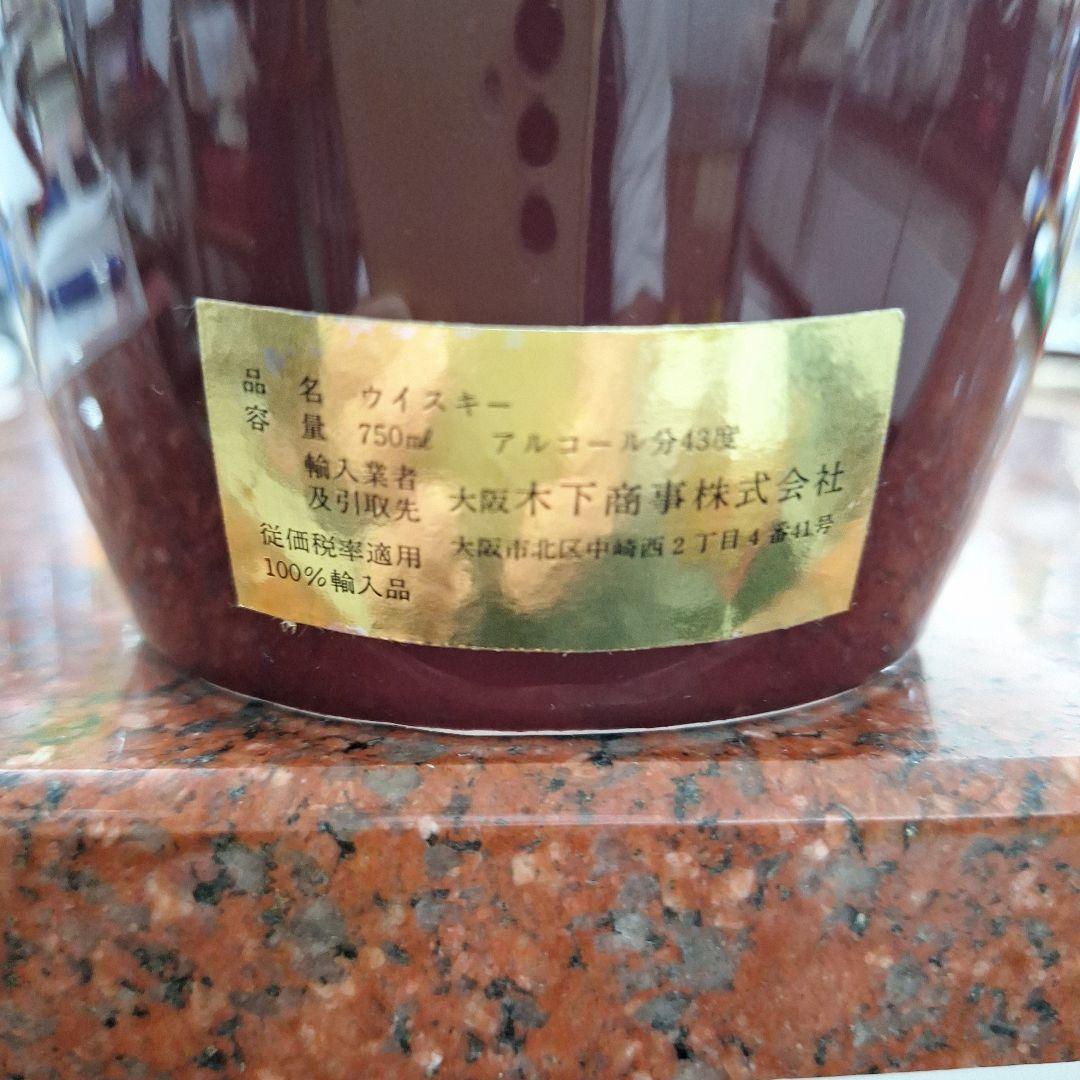 品名 ウイスキー
容量 750㎖ アルコール分43度
輸入業者
及引取先 大阪木下商事株式会社
従価税率適用 大阪市北区中崎西2丁目4番41号
100%輸入品